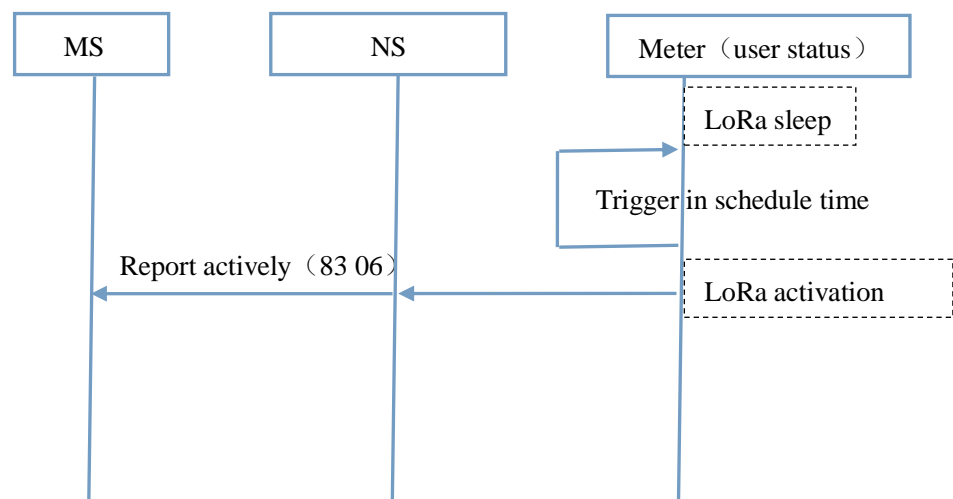 MS
NS
Meter（user status）
LoRa sleep
Trigger in schedule time
Report actively（83 06）
LoRa activation